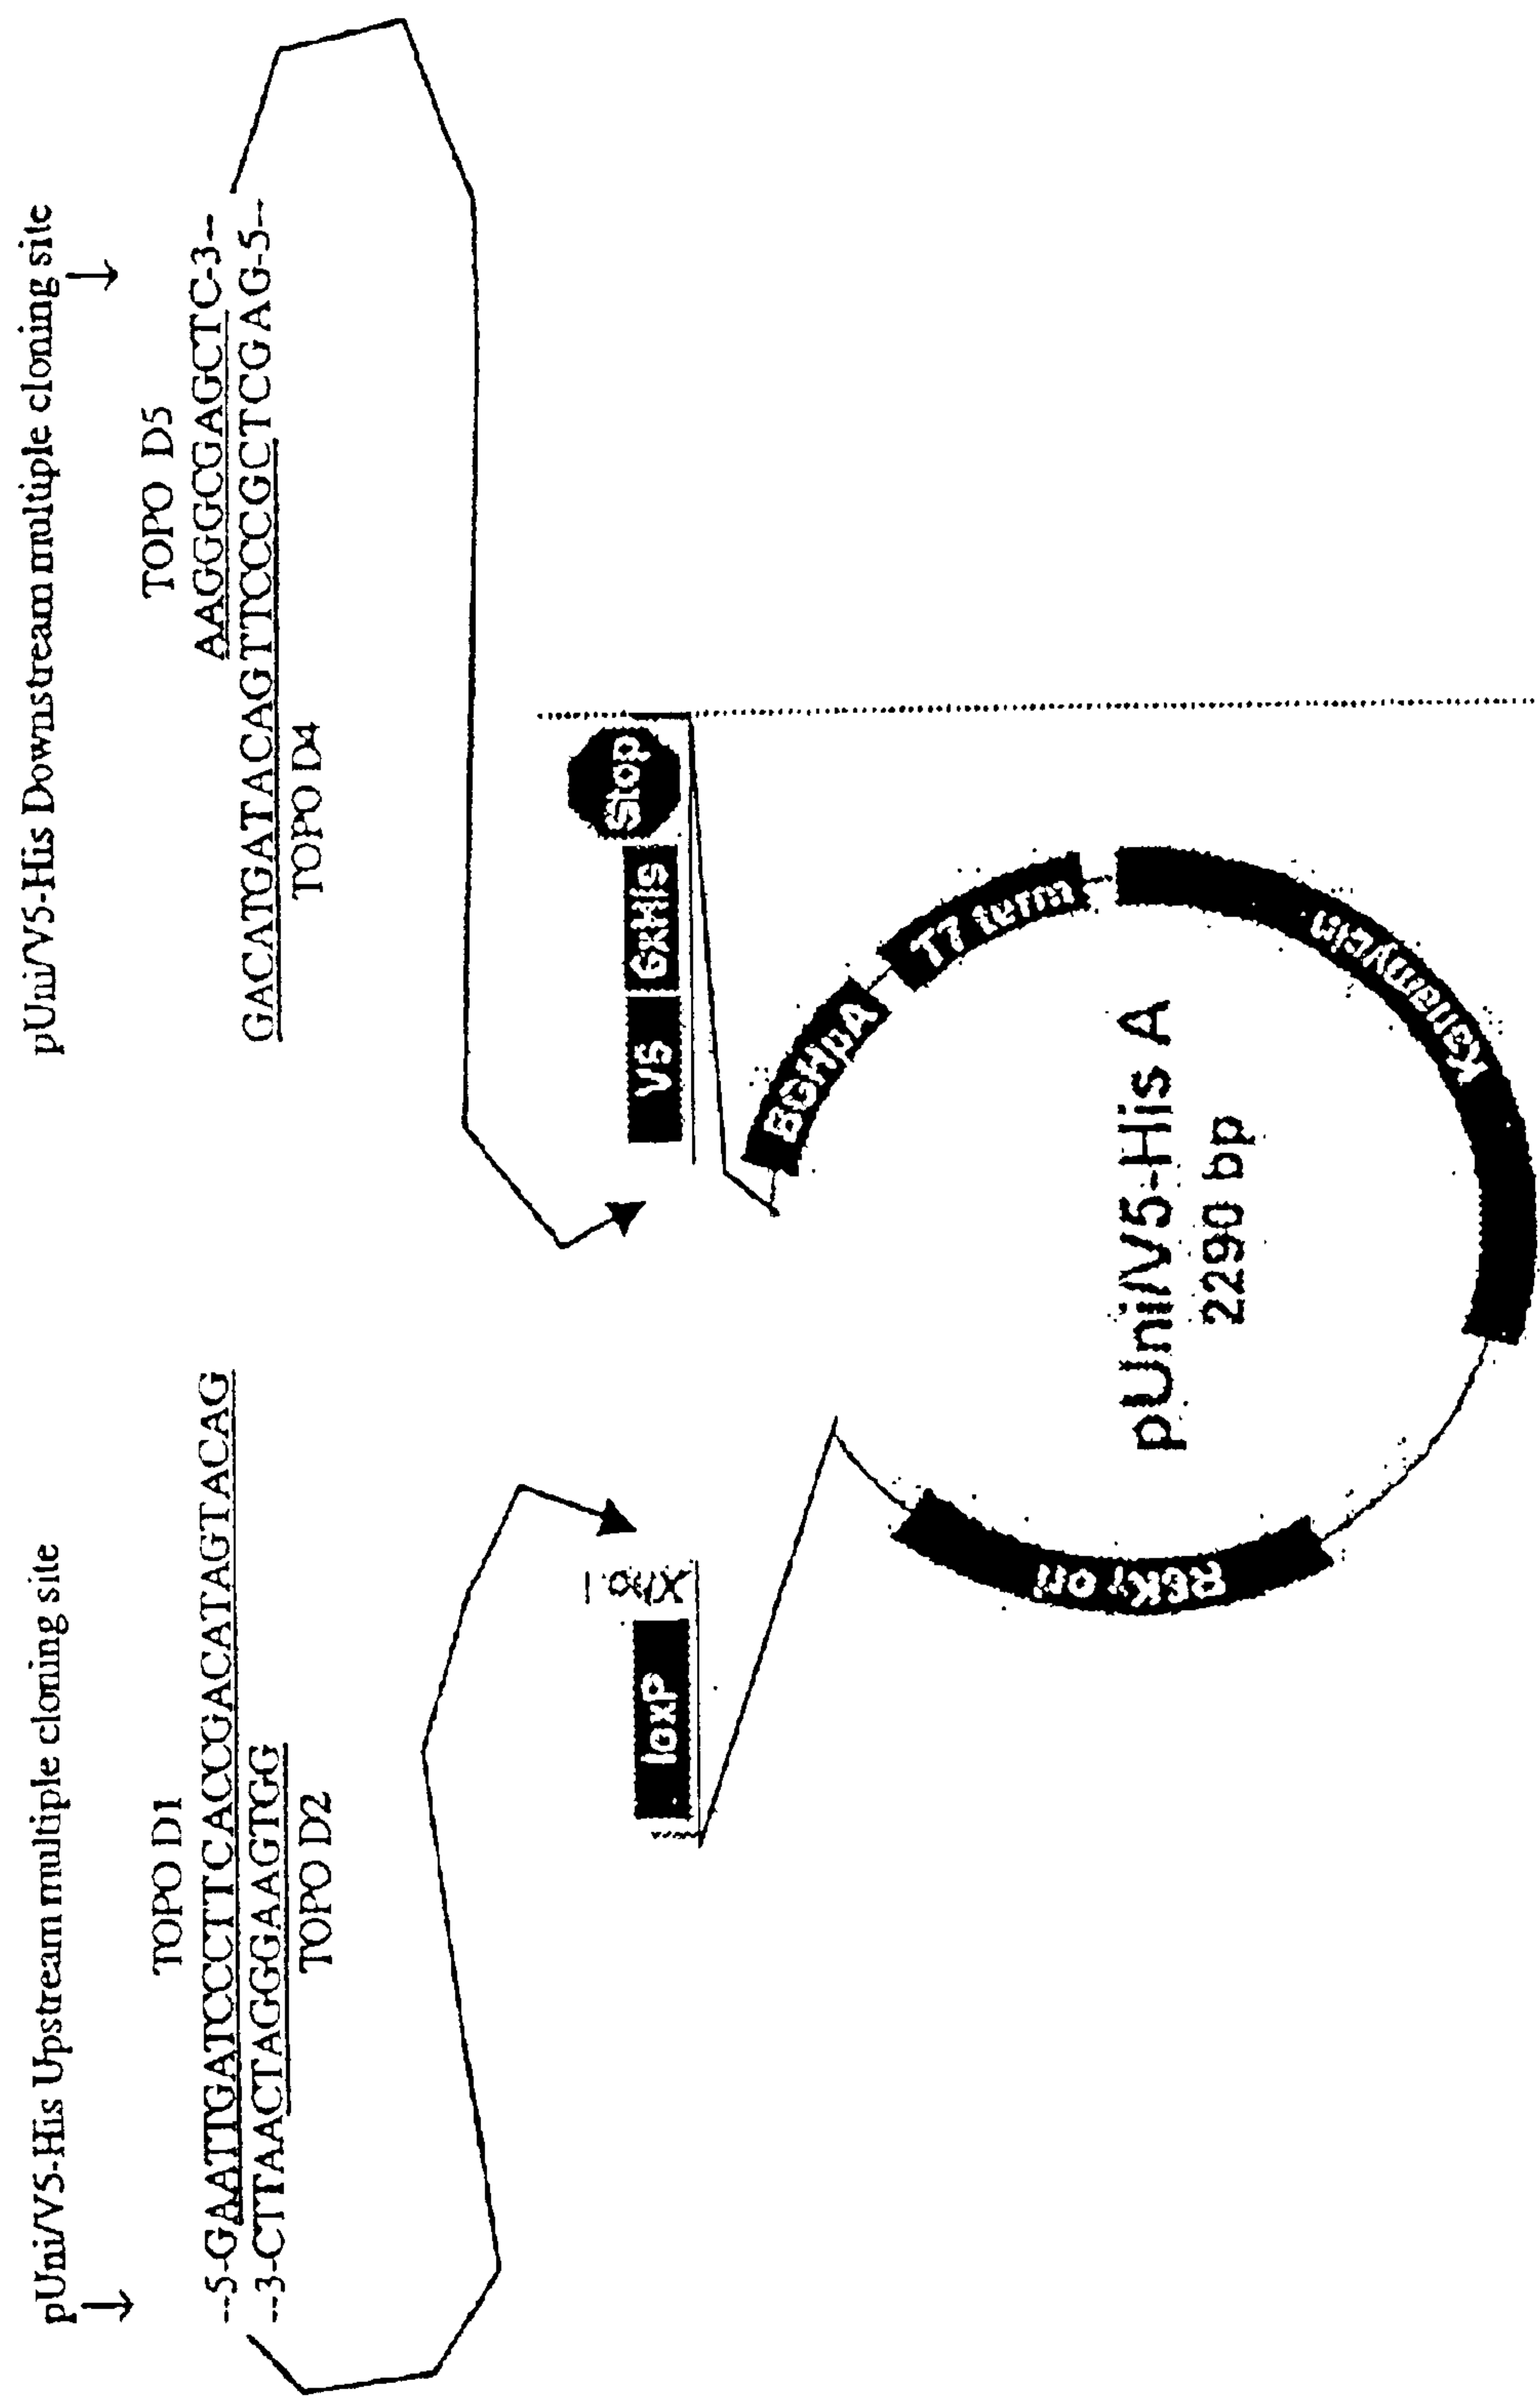 pUni/V5-His Upstream multiple cloning site
TOPO D1
--5-GAATTGATCCCTTCACCGACATAGTACAG
--3-CTTAACTAGGGAAGTGG
TOPO D2
pUni/V5-His Downstream multiple cloning site
TOPO D5
AAGGGCGAGCTC-3--
GACATGATACAGTTCCCGCTCGAG-5--
TOPO D4
loxP
V5
6xHis
Stop
BGHpA
T7 term
Kanamycin
R6Kγ ori
pUni/V5-His A
2290 bp